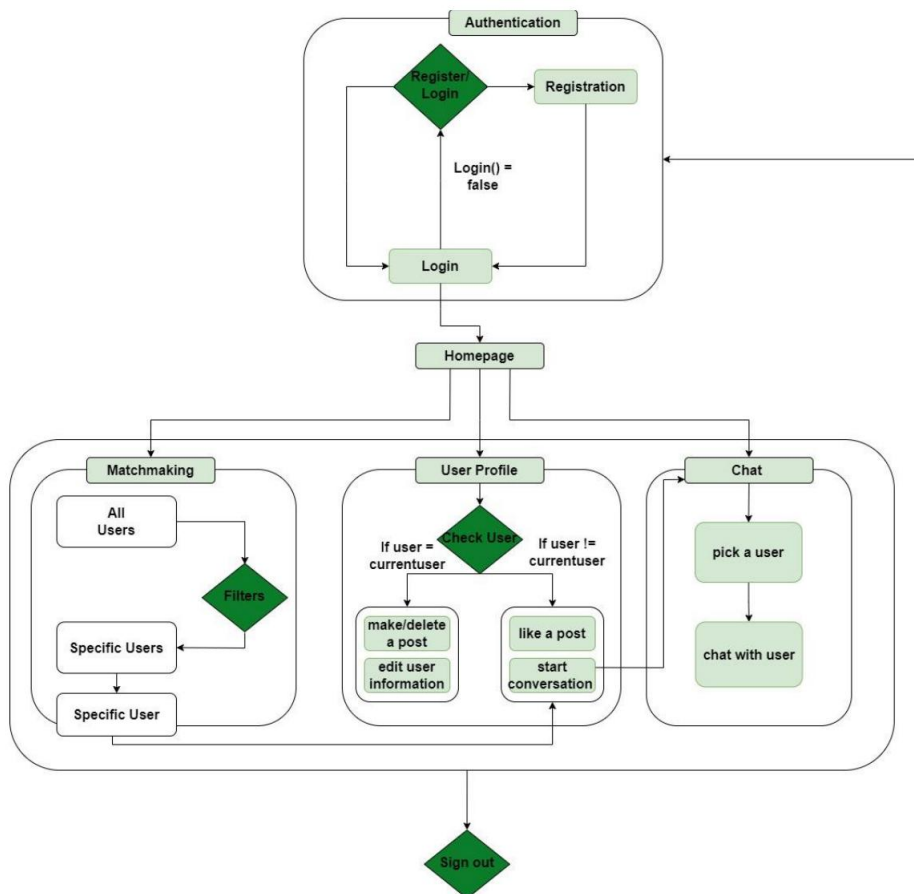 Authentication
Register/
Login
Registration
Login() =
false
Login
Homepage
Matchmaking
User Profile
Chat
All
Users
Check User
If user =
currentuser
If user !=
currentuser
pick a user
Filters
make/delete
a post
like a post
Specific Users
edit user
information
start
conversation
chat with user
Specific User
Sign out